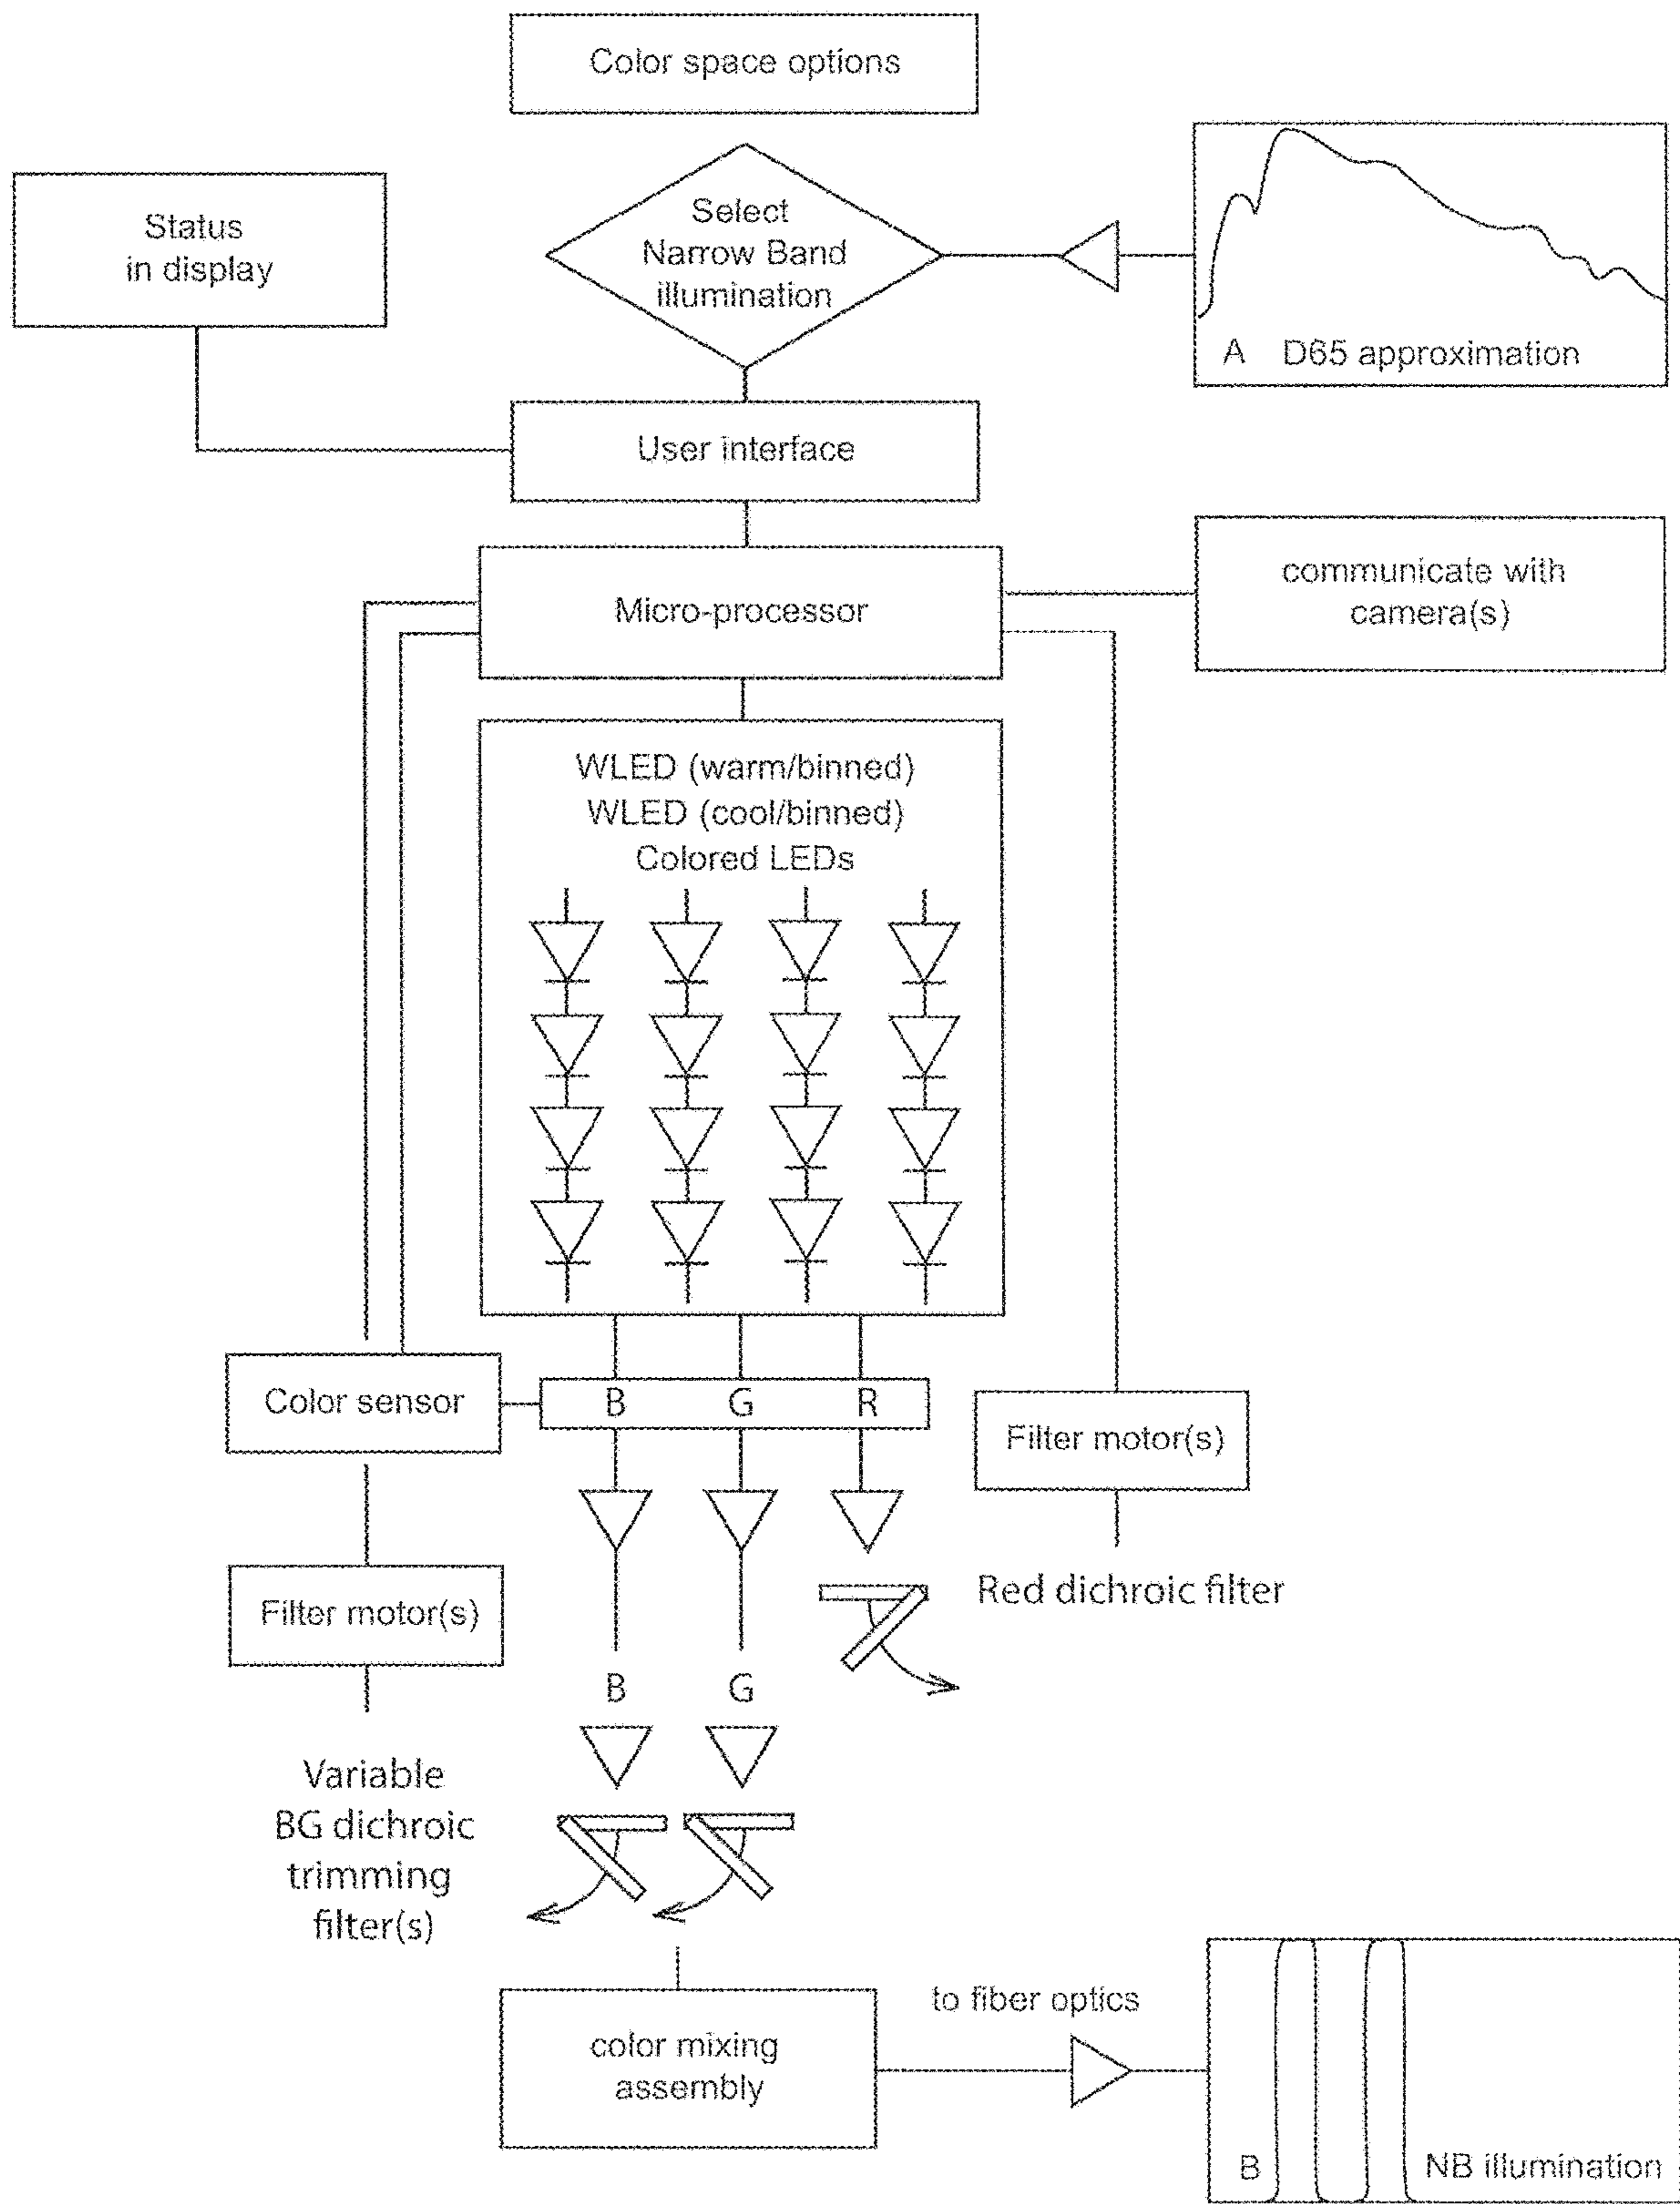 Color space options
Status
in display
Select
Narrow Band
illumination
A D65 approximation
User interface
Micro-processor
communicate with
camera(s)
WLED (warm/binned)
WLED (cool/binned)
Colored LEDs
Color sensor
B G R
Filter motor(s)
Filter motor(s)
Red dichroic filter
B G
Variable
BG dichroic
trimming
filter(s)
to fiber optics
color mixing
assembly
B NB illumination